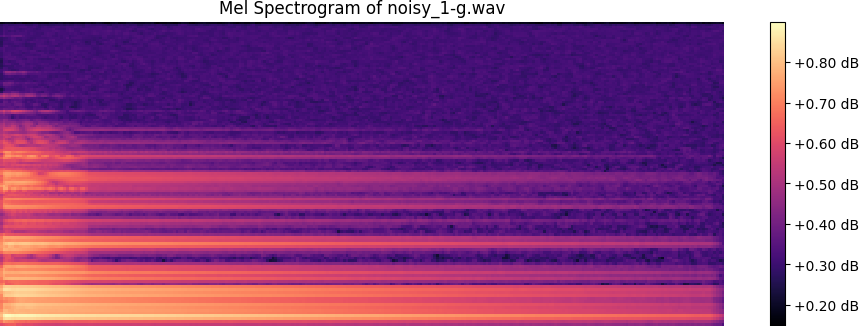 Mel Spectrogram of noisy_1-g.wav
+0.80 dB
+0.70 dB
+0.60 dB
+0.50 dB
+0.40 dB
+0.30 dB
+0.20 dB